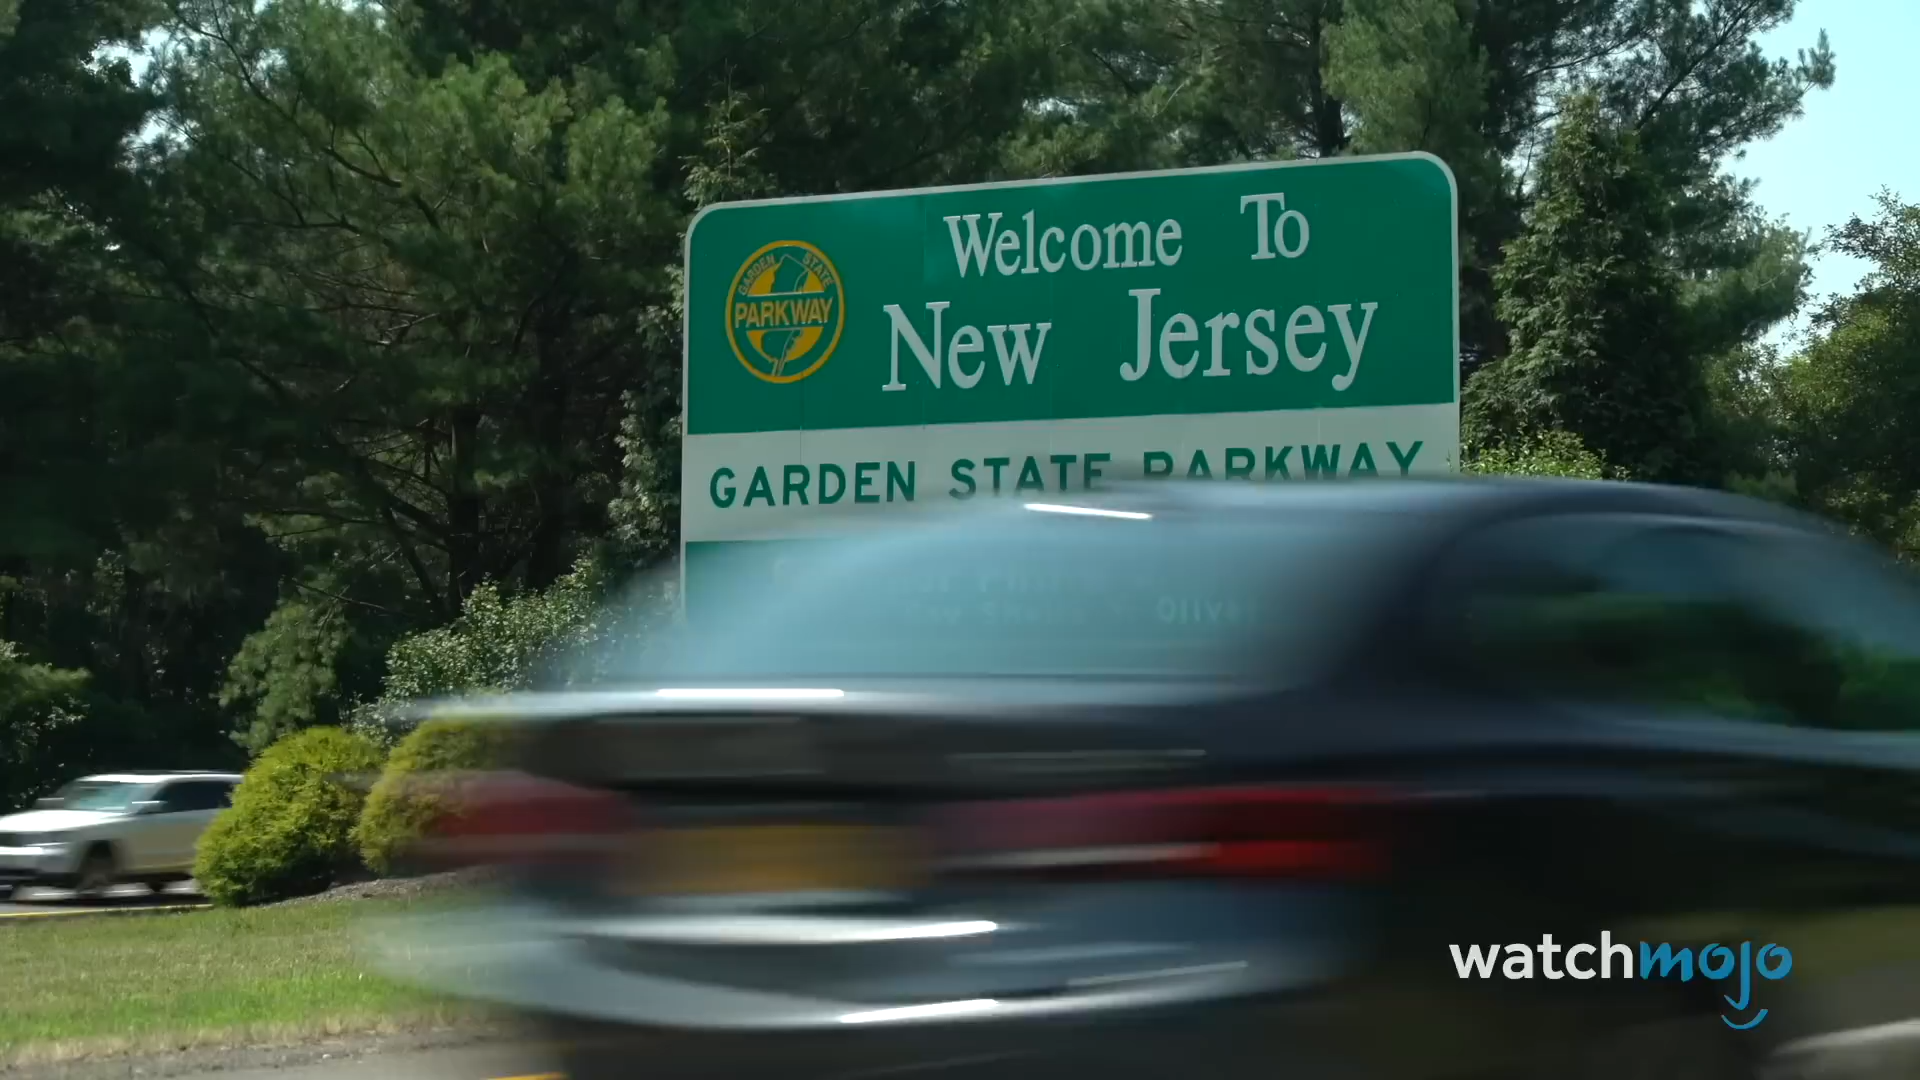 Welcome To
New Jersey
GARDEN STATE
PARKWAY
GARDEN STATE PARKWAY
watchmojo